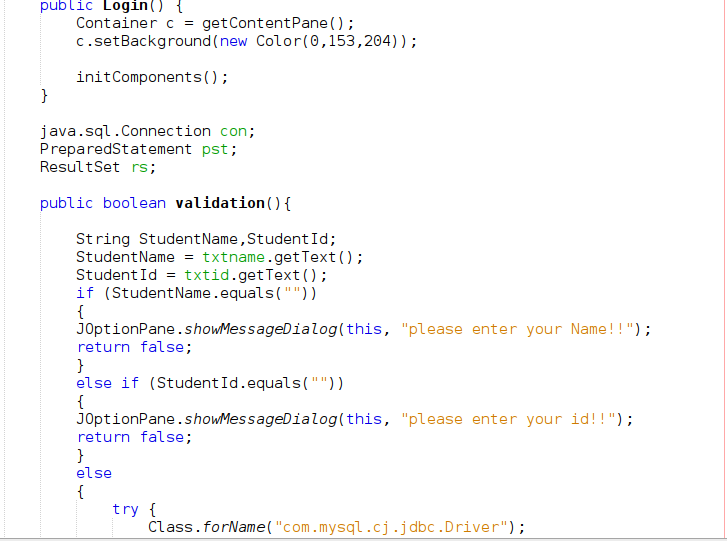 public Login() {
Container c = getContentPane();
c.setBackground(new Color(0,153,204));
initComponents();
}
java.sql.Connection con;
PreparedStatement pst;
ResultSet rs;
public boolean validation(){
String StudentName,StudentId;
StudentName = txtname.getText();
StudentId = txtid.getText();
if (StudentName.equals(""))
{
JOptionPane.showMessageDialog(this, "please enter your Name!!");
return false;
}
else if (StudentId.equals(""))
{
JOptionPane.showMessageDialog(this, "please enter your id!!");
return false;
}
else
{
try {
Class.forName("com.mysql.cj.jdbc.Driver");